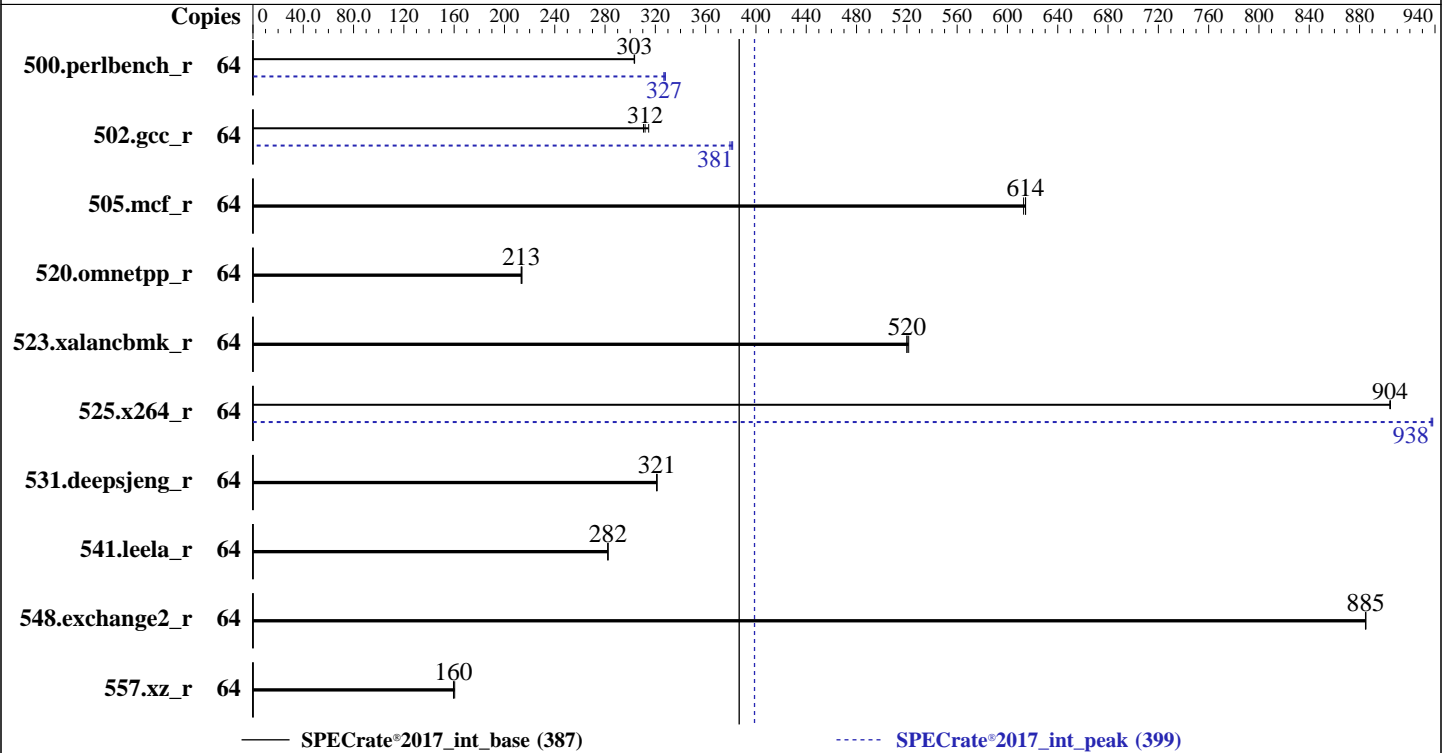 Copies 0 40.0 80.0 120 160 200 240 280 320 360 400 440 480 520 560 600 640 680 720 760 800 840 880 940
303
500.perlbench_r 64
327
312
502.gcc_r 64
381
614
505.mcf_r 64
213
520.omnetpp_r 64
520
523.xalancbmk_r 64
904
525.x264_r 64
938
321
531.deepsjeng_r 64
282
541.leela_r 64
885
548.exchange2_r 64
160
557.xz_r 64
SPECrate®2017_int_base (387) SPECrate®2017_int_peak (399)